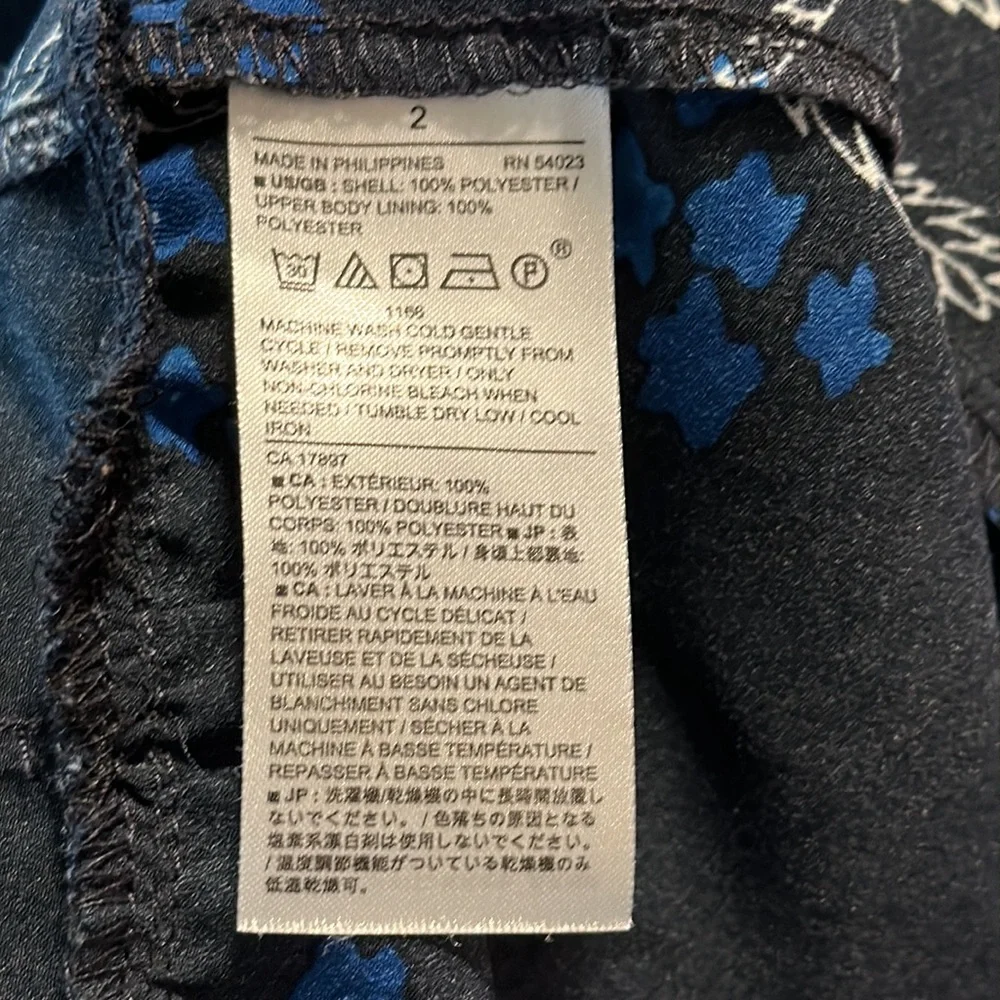 2
MADE IN PHILIPPINES RN 54023
■ US/GB : SHELL: 100% POLYESTER /
UPPER BODY LINING: 100%
POLYESTER
30 P ®
1166
MACHINE WASH COLD GENTLE
CYCLE / REMOVE PROMPTLY FROM
WASHER AND DRYER / ONLY
NON-CHLORINE BLEACH WHEN
NEEDED / TUMBLE DRY LOW / COOL
IRON
CA 17897
■ CA : EXTÉRIEUR: 100%
POLYESTER / DOUBLURE HAUT DU
CORPS: 100% POLYESTER ■ JP : 表
地: 100% ポリエステル / 身頃上部裏地:
100% ポリエステル
■ CA : LAVER À LA MACHINE À L'EAU
FROIDE AU CYCLE DÉLICAT /
RETIRER RAPIDEMENT DE LA
LAVEUSE ET DE LA SÉCHEUSE /
UTILISER AU BESOIN UN AGENT DE
BLANCHIMENT SANS CHLORE
UNIQUEMENT / SÉCHER À LA
MACHINE À BASSE TEMPÉRATURE /
REPASSER À BASSE TEMPÉRATURE
■ JP : 洗濯機/乾燥機の中に長時間放置し
ないでください。 / 色落ちの原因となる
塩素系漂白剤は使用しないでください。
/ 温度調節機能がついている乾燥機のみ
低温乾燥可。